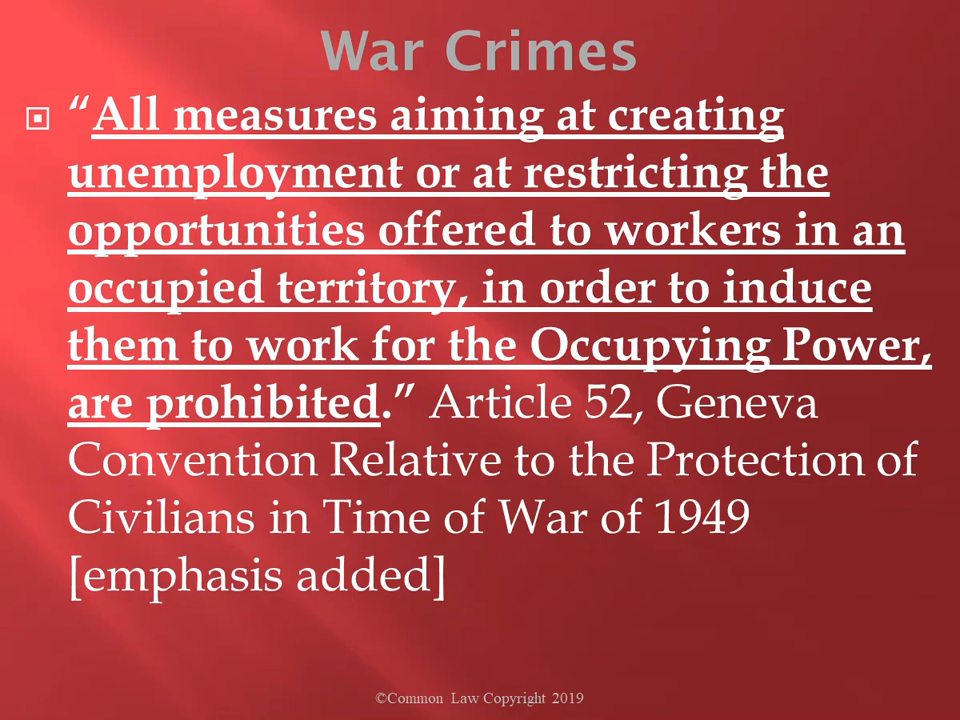 War Crimes
“All measures aiming at creating
unemployment or at restricting the
opportunities offered to workers in an
occupied territory, in order to induce
them to work for the Occupying Power,
are prohibited.” Article 52, Geneva
Convention Relative to the Protection of
Civilians in Time of War of 1949
[emphasis added]
©Common Law Copyright 2019